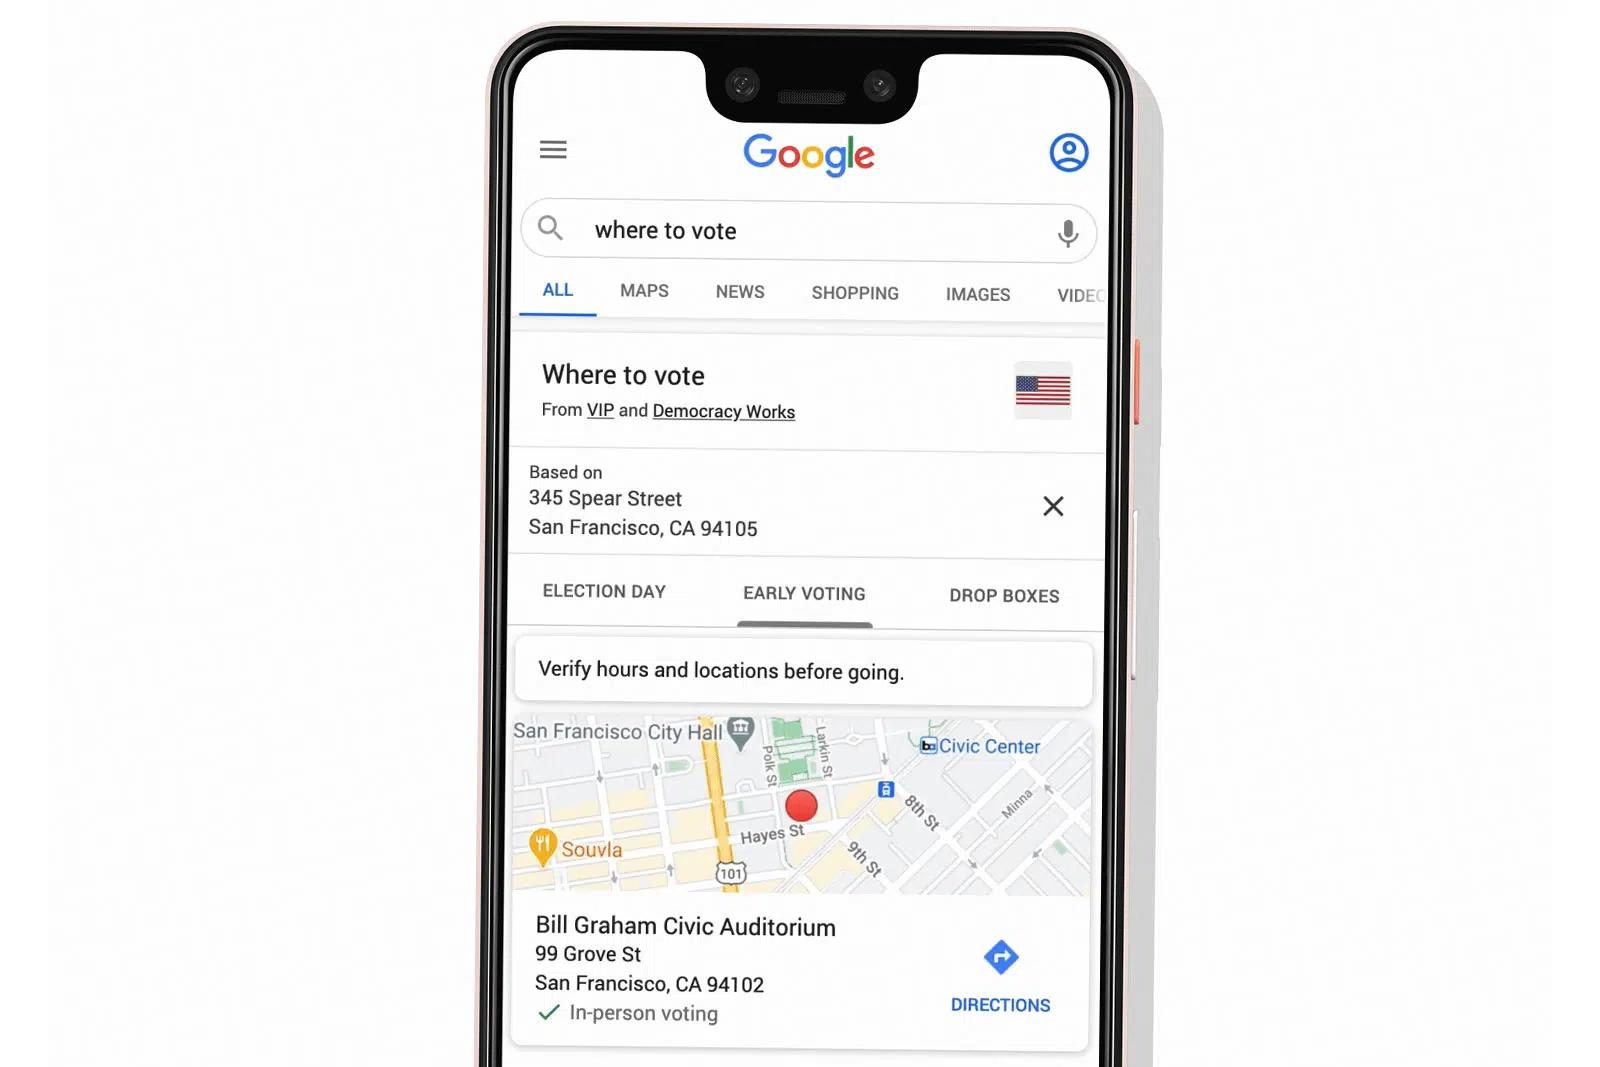 Google
where to vote
ALL MAPS NEWS SHOPPING IMAGES
Where to vote
From VIP and Democracy Works
Based on
345 Spear Street
San Francisco, CA 94105
ELECTION DAY EARLY VOTING DROP BOXES
Verify hours and locations before going.
San Francisco City Hall
Polk St
Larkin St
Civic Center
8th St
Minna
Hayes St
9th St
Souvla
101
Bill Graham Civic Auditorium
99 Grove St
San Francisco, CA 94102
In-person voting
DIRECTIONS